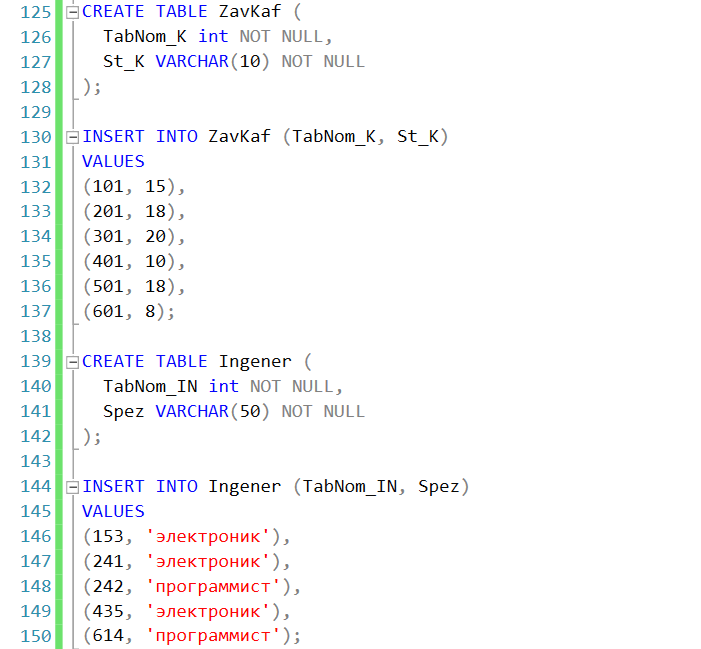 125 CREATE TABLE ZavKaf (
126 TabNom_K int NOT NULL,
127 St_K VARCHAR(10) NOT NULL
128 );
129
130 INSERT INTO ZavKaf (TabNom_K, St_K)
131 VALUES
132 (101, 15),
133 (201, 18),
134 (301, 20),
135 (401, 10),
136 (501, 18),
137 (601, 8);
138
139 CREATE TABLE Ingener (
140 TabNom_IN int NOT NULL,
141 Spez VARCHAR(50) NOT NULL
142 );
143
144 INSERT INTO Ingener (TabNom_IN, Spez)
145 VALUES
146 (153, 'электроник'),
147 (241, 'электроник'),
148 (242, 'программист'),
149 (435, 'электроник'),
150 (614, 'программист');